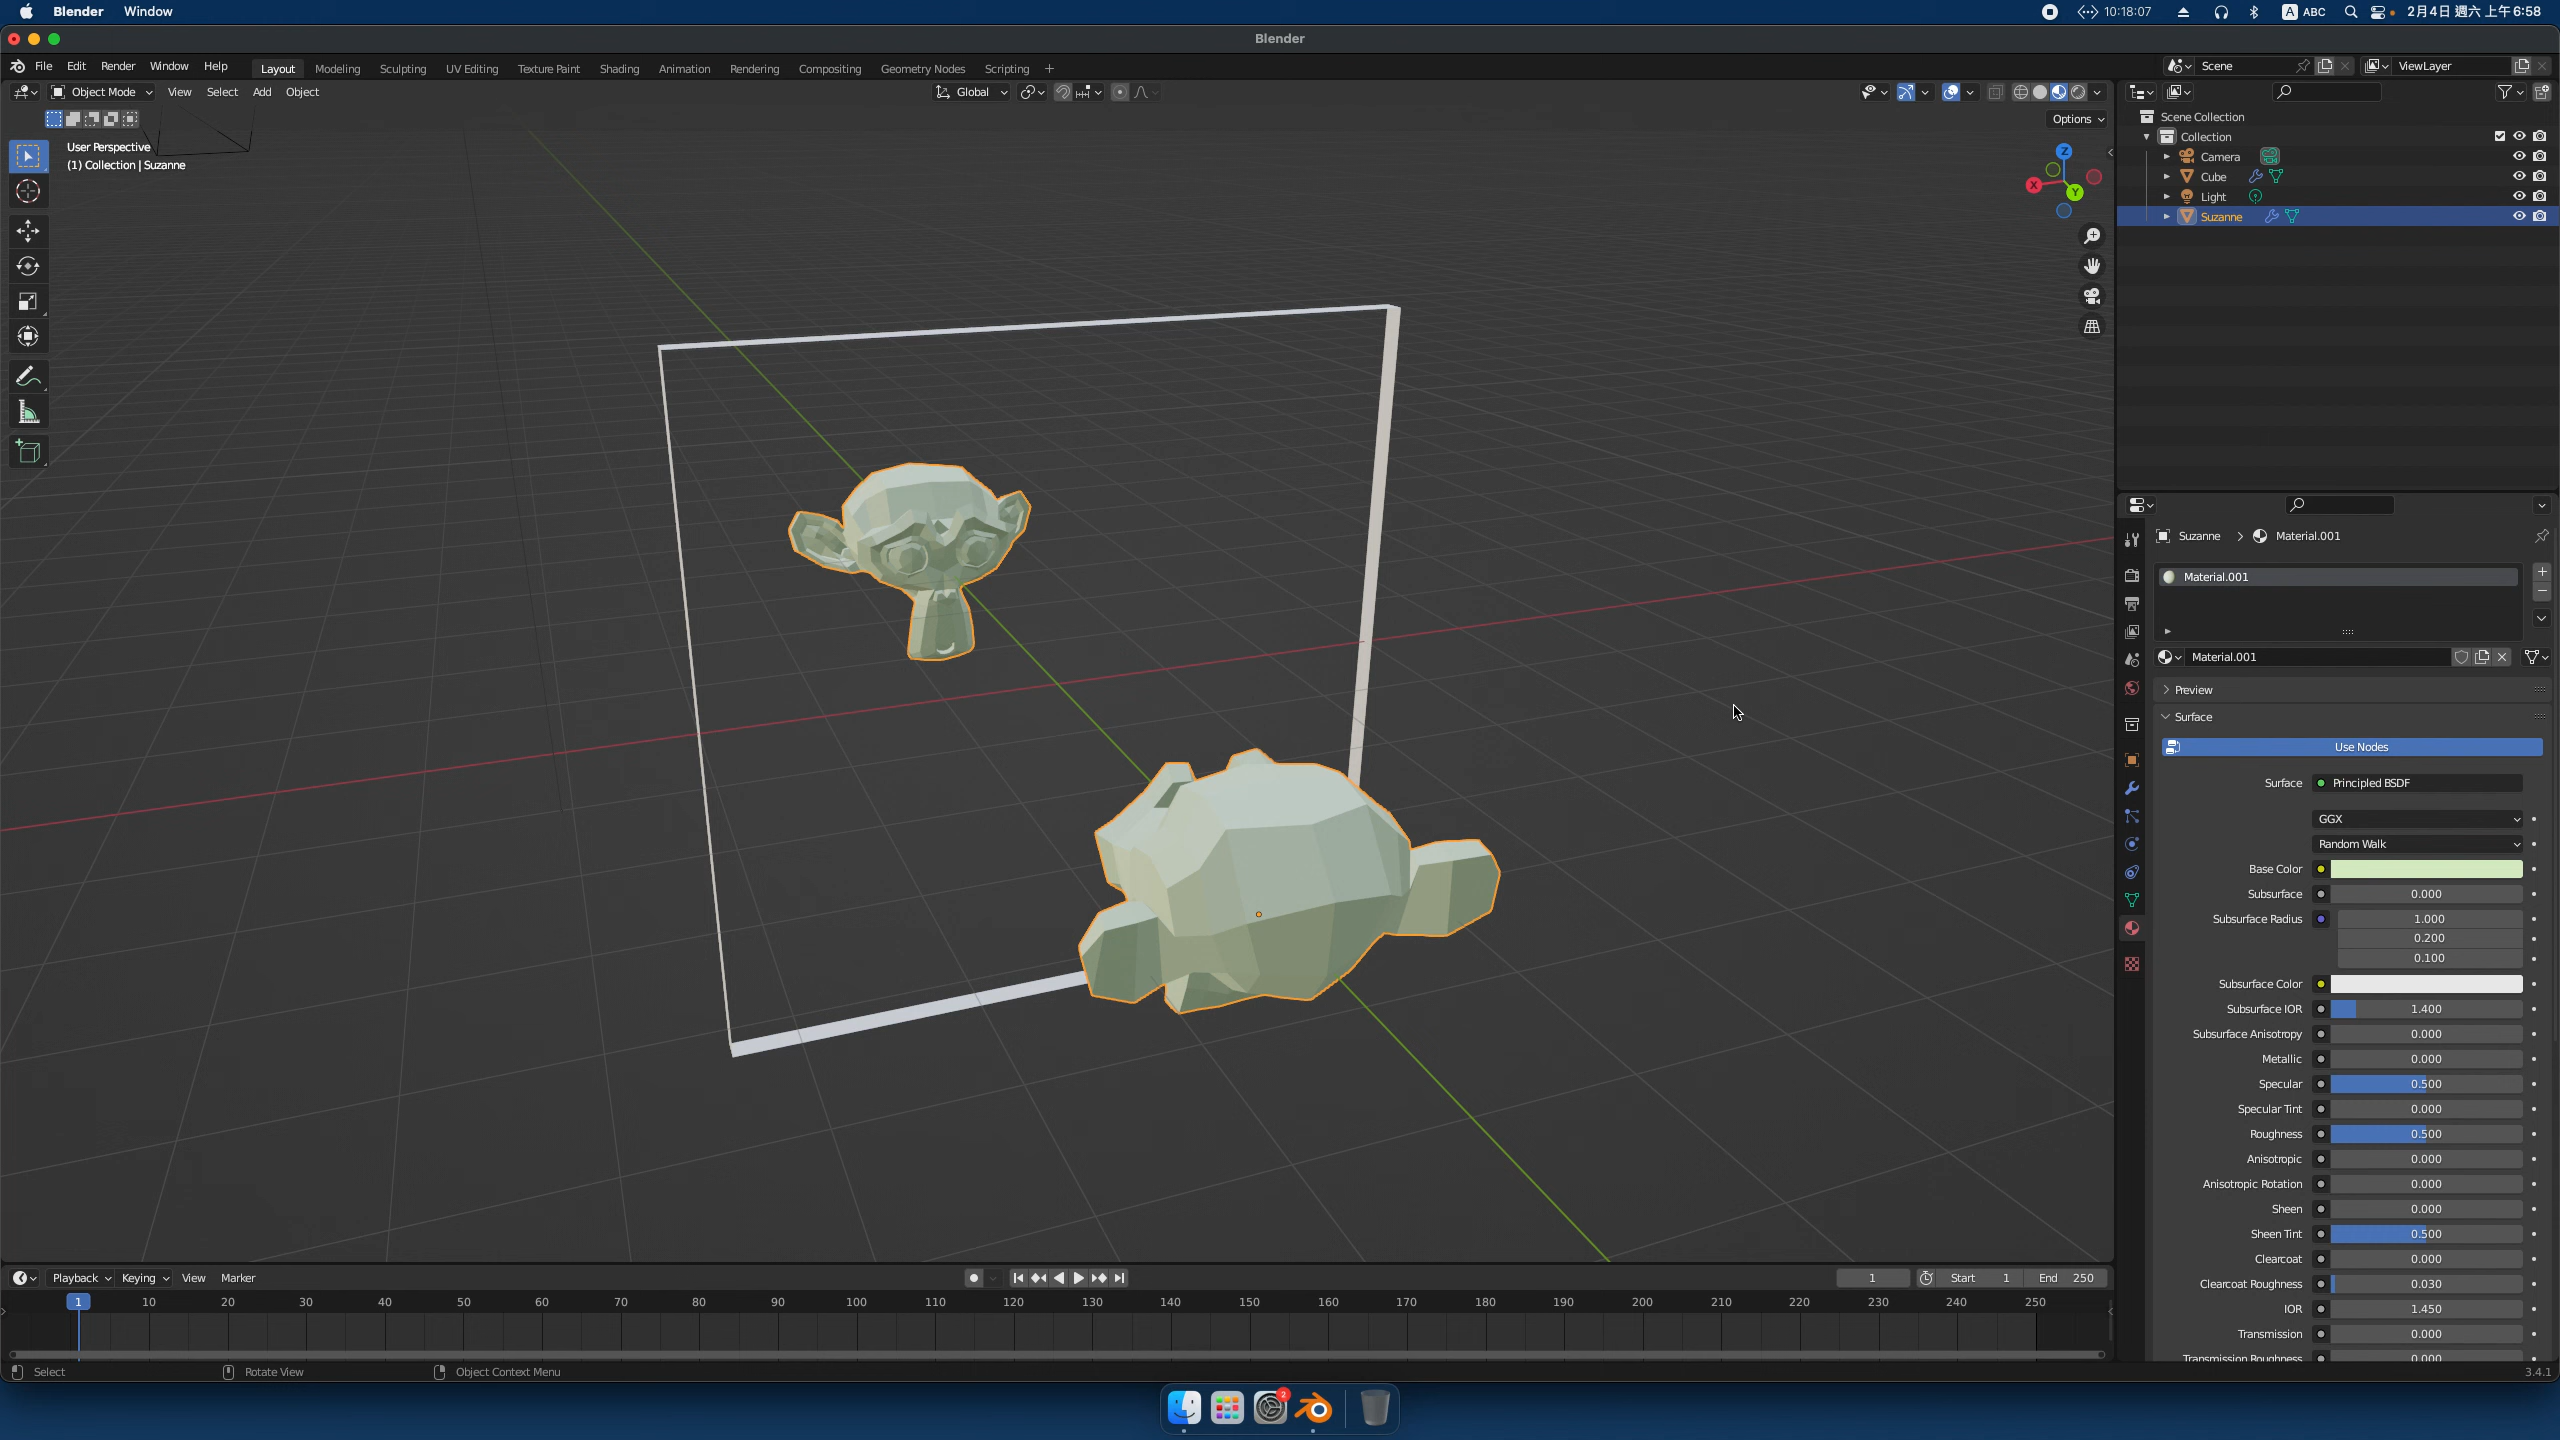 Blender Window 10:18:07 A ABC 2月4日 週六 上午6:58
Blender
File Edit Render Window Help Layout Modeling Sculpting UV Editing Texture Paint Shading Animation Rendering Compositing Geometry Nodes Scripting + Scene ViewLayer
Object Mode View Select Add Object Global
Options
User Perspective
(1) Collection | Suzanne
Z
X
Y
Scene Collection
Collection
Camera
Cube
Light
Suzanne
Suzanne > Material.001
Material.001
Material.001
Preview
Surface
Use Nodes
Surface Principled BSDF
GGX
Random Walk
Base Color
Subsurface 0.000
Subsurface Radius 1.000
0.200
0.100
Subsurface Color
Subsurface IOR 1.400
Subsurface Anisotropy 0.000
Metallic 0.000
Specular 0.500
Specular Tint 0.000
Roughness 0.500
Anisotropic 0.000
Anisotropic Rotation 0.000
Sheen 0.000
Sheen Tint 0.500
Clearcoat 0.000
Clearcoat Roughness 0.030
IOR 1.450
Transmission 0.000
Transmission Roughness 0.000
Playback Keying View Marker 1 Start 1 End 250
1 10 20 30 40 50 60 70 80 90 100 110 120 130 140 150 160 170 180 190 200 210 220 230 240 250
Select Rotate View Object Context Menu 3.4.1
2